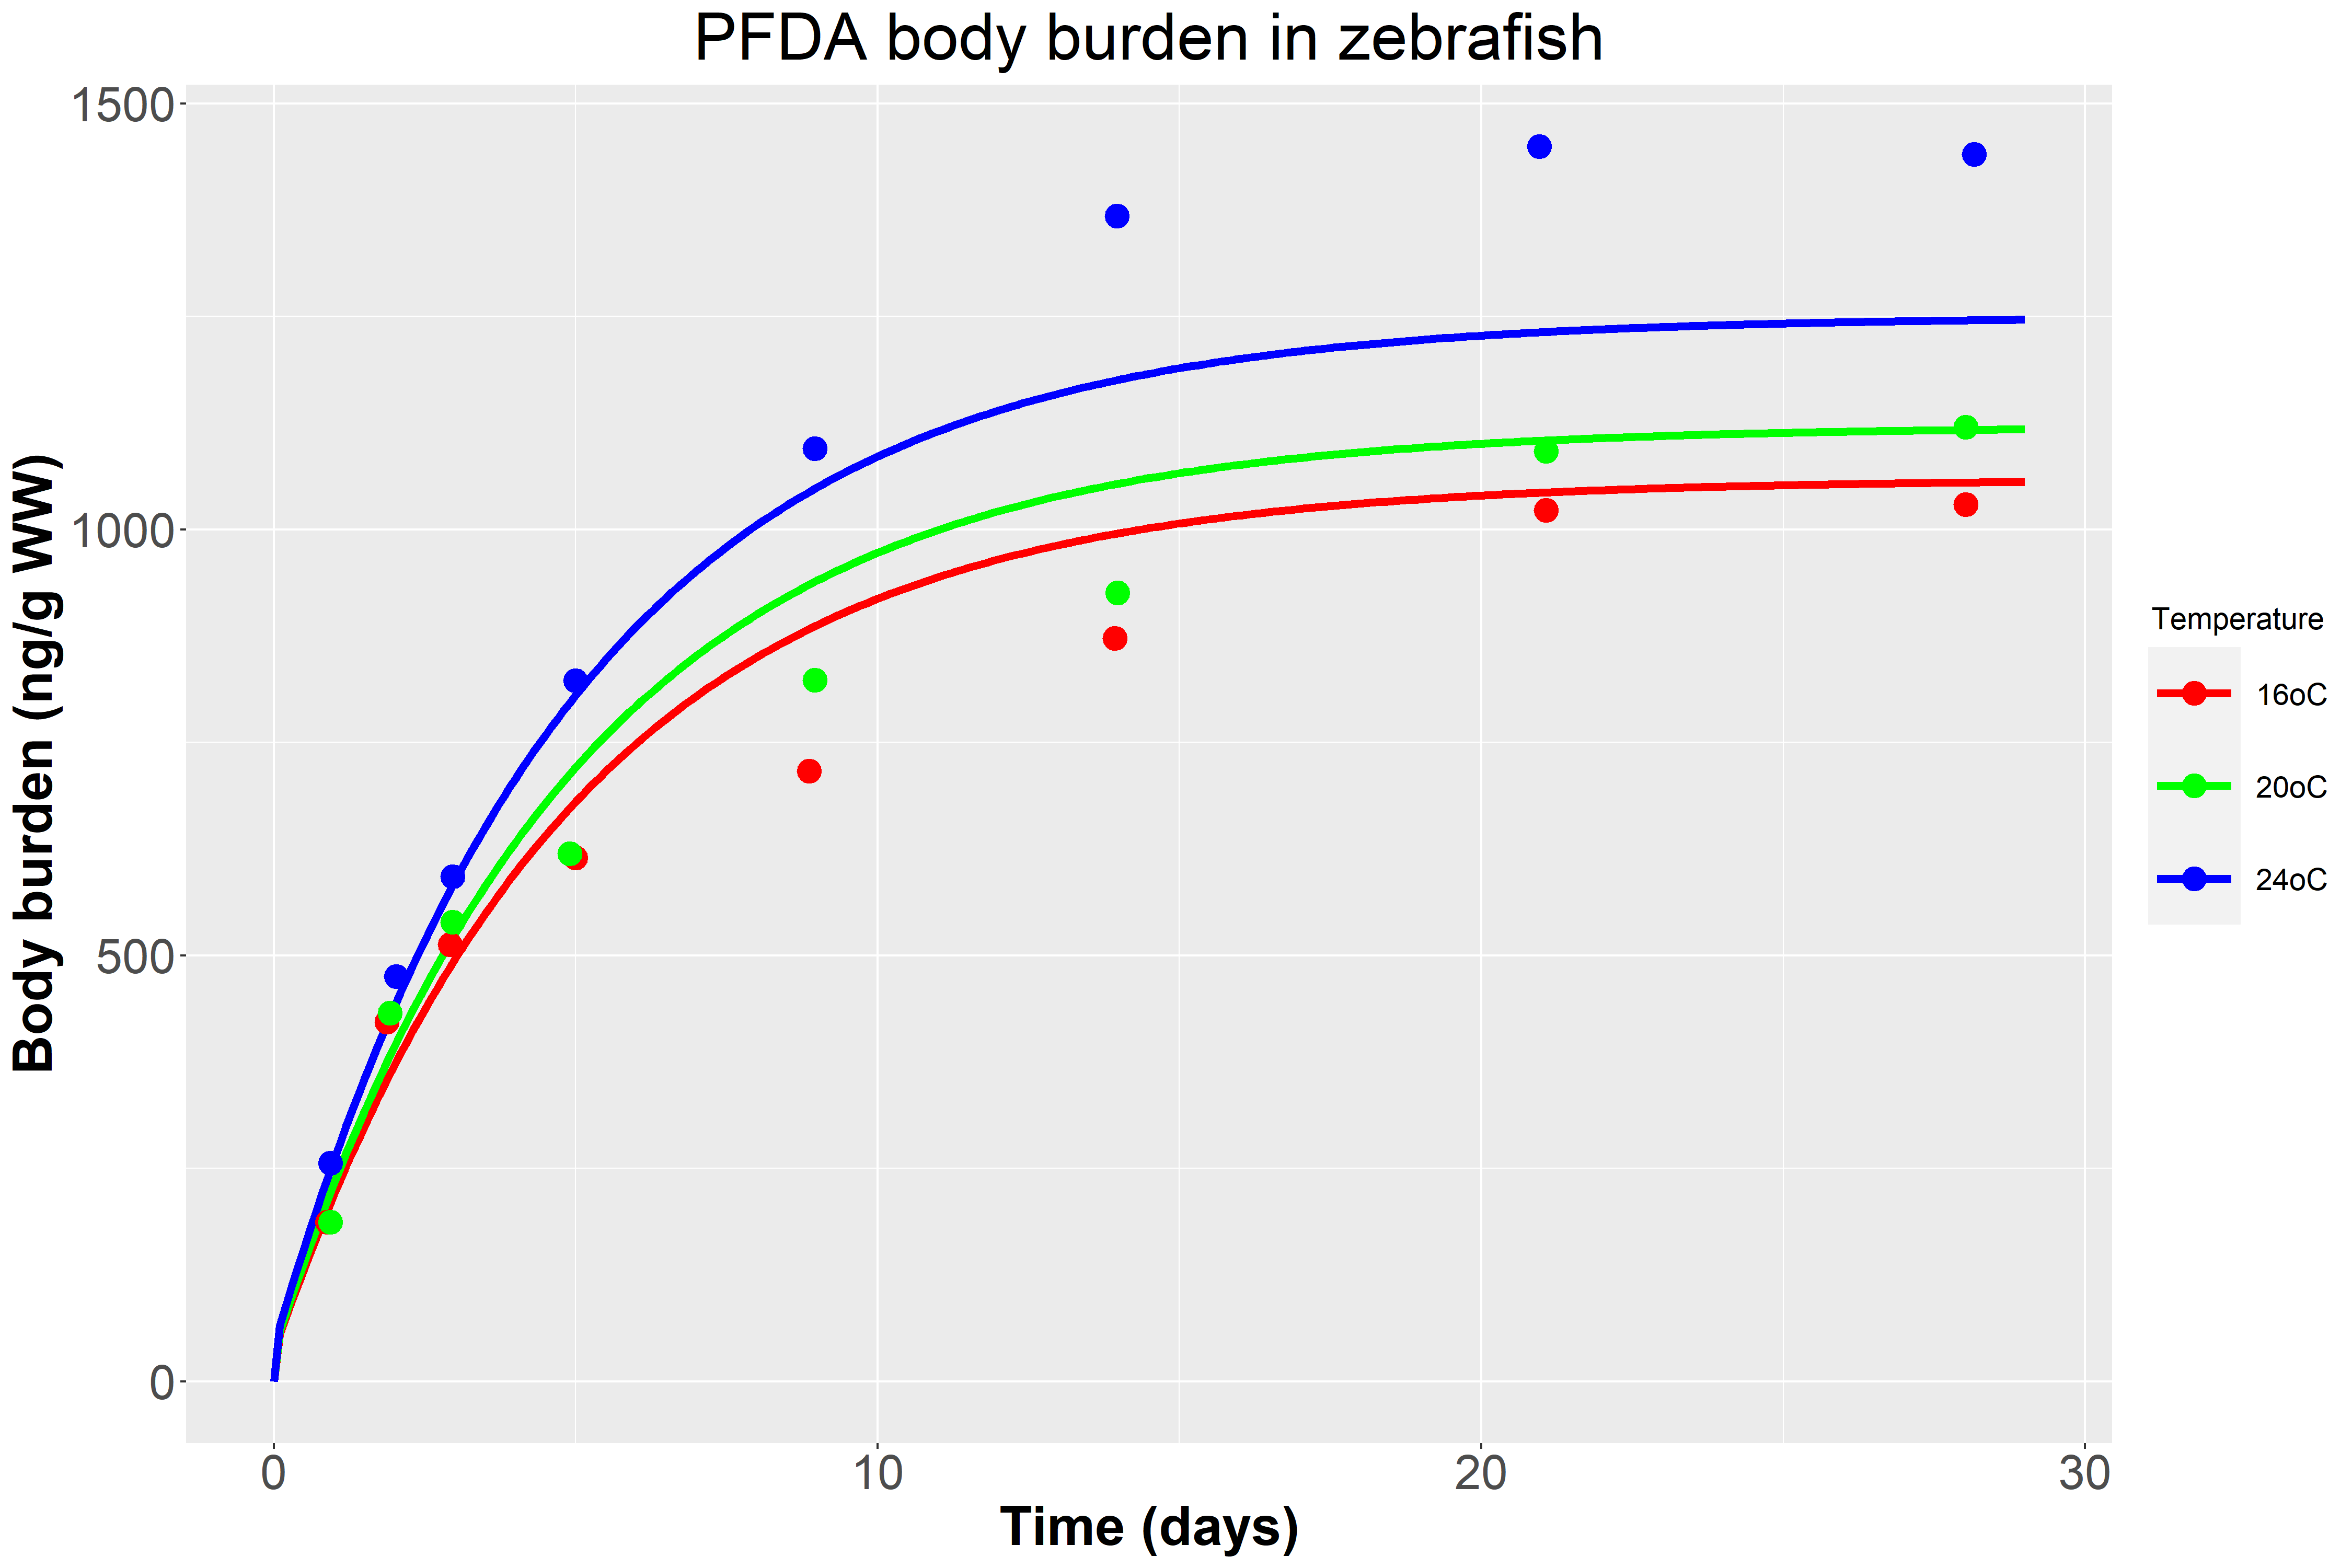 PFDA body burden in zebrafish
1500
1000
500
0
Body burden (ng/g WW)
0
10
20
30
Time (days)
Temperature
16oC
20oC
24oC